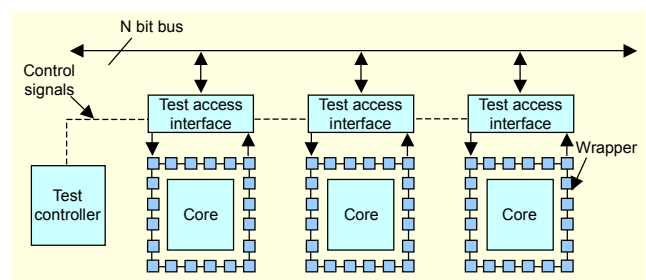 N bit bus
Control
signals
Test access
interface
Test access
interface
Test access
interface
Wrapper
Test
controller
Core
Core
Core